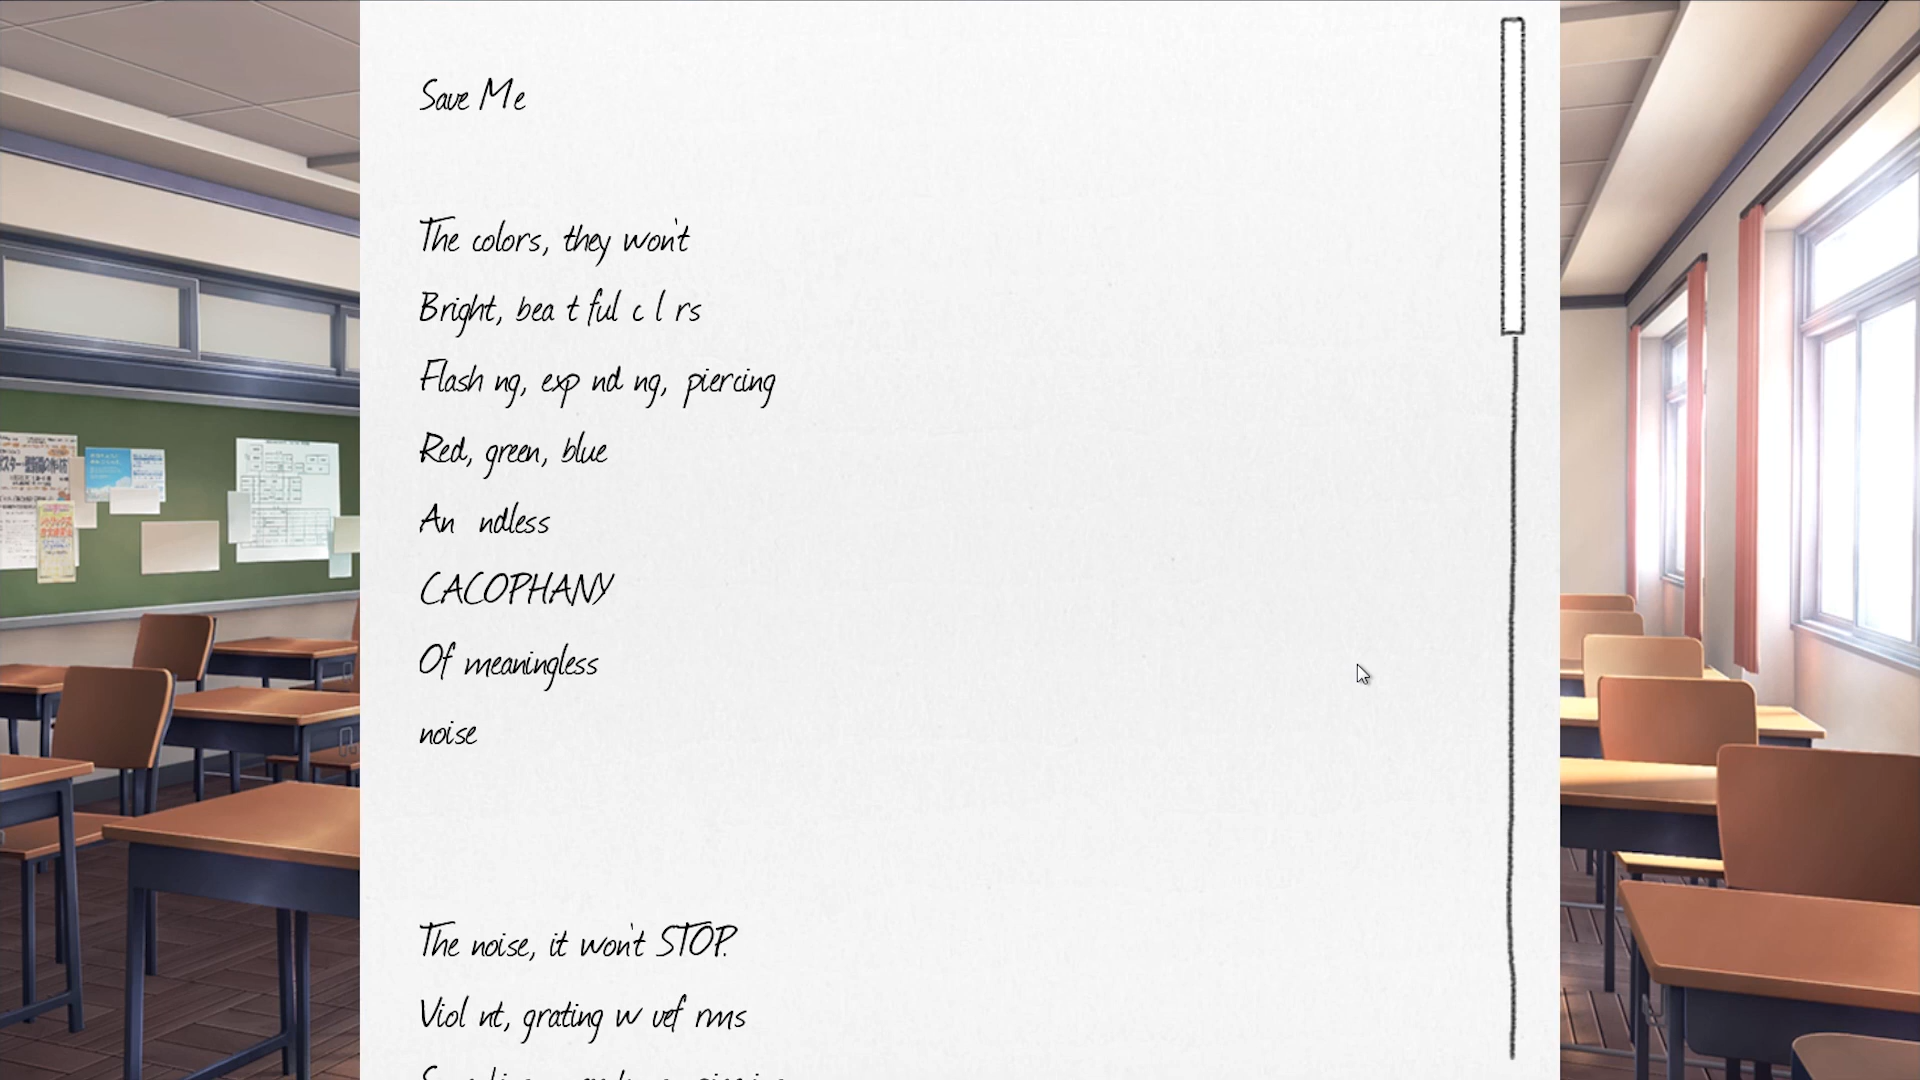 Save Me
The colors, they won't
Bright, bea t ful c l rs
Flash ng, exp nd ng, piercing
Red, green, blue
An  ndless
CACOPHANY
Of meaningless
noise
The noise, it won't STOP.
Viol nt, grating w vef rms